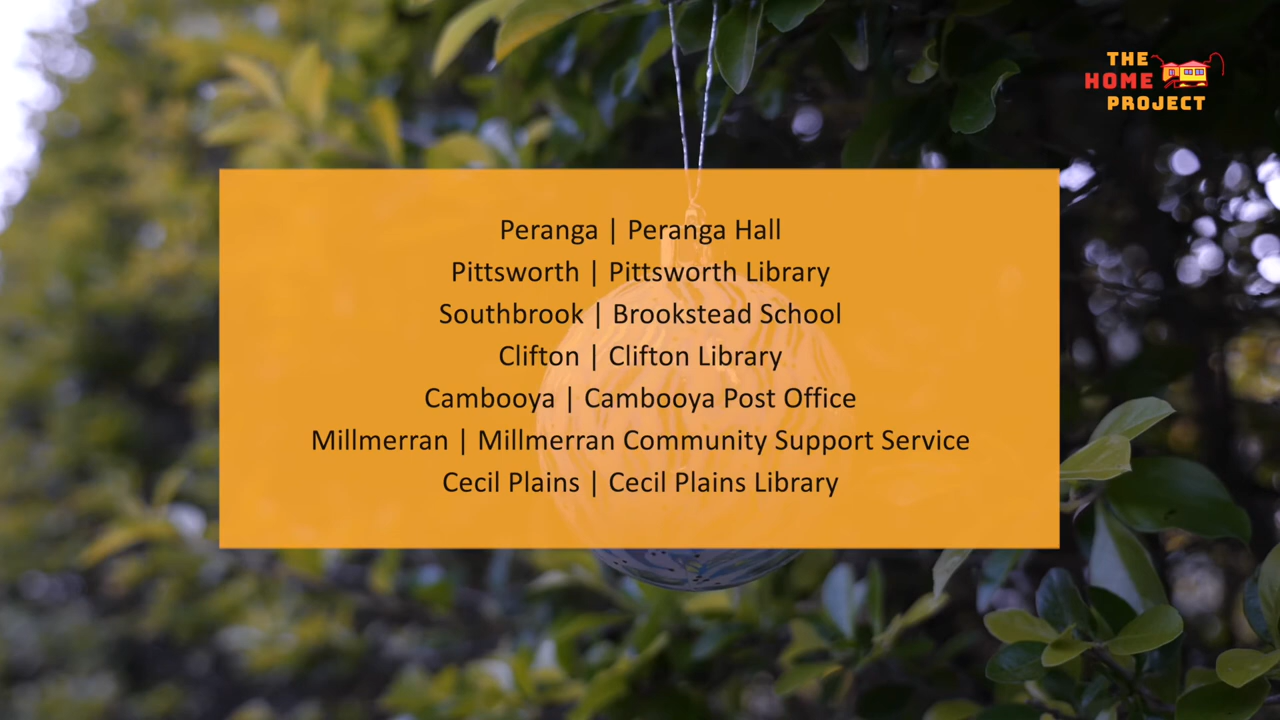 THE
HOME
PROJECT
Peranga | Peranga Hall
Pittsworth | Pittsworth Library
Southbrook | Brookstead School
Clifton | Clifton Library
Cambooya | Cambooya Post Office
Millmerran | Millmerran Community Support Service
Cecil Plains | Cecil Plains Library